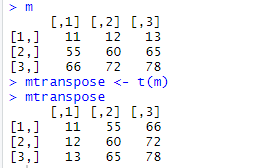 > m
     [,1] [,2] [,3]
[1,]   11   12   13
[2,]   55   60   65
[3,]   66   72   78
> mtranspose <- t(m)
> mtranspose
     [,1] [,2] [,3]
[1,]   11   55   66
[2,]   12   60   72
[3,]   13   65   78